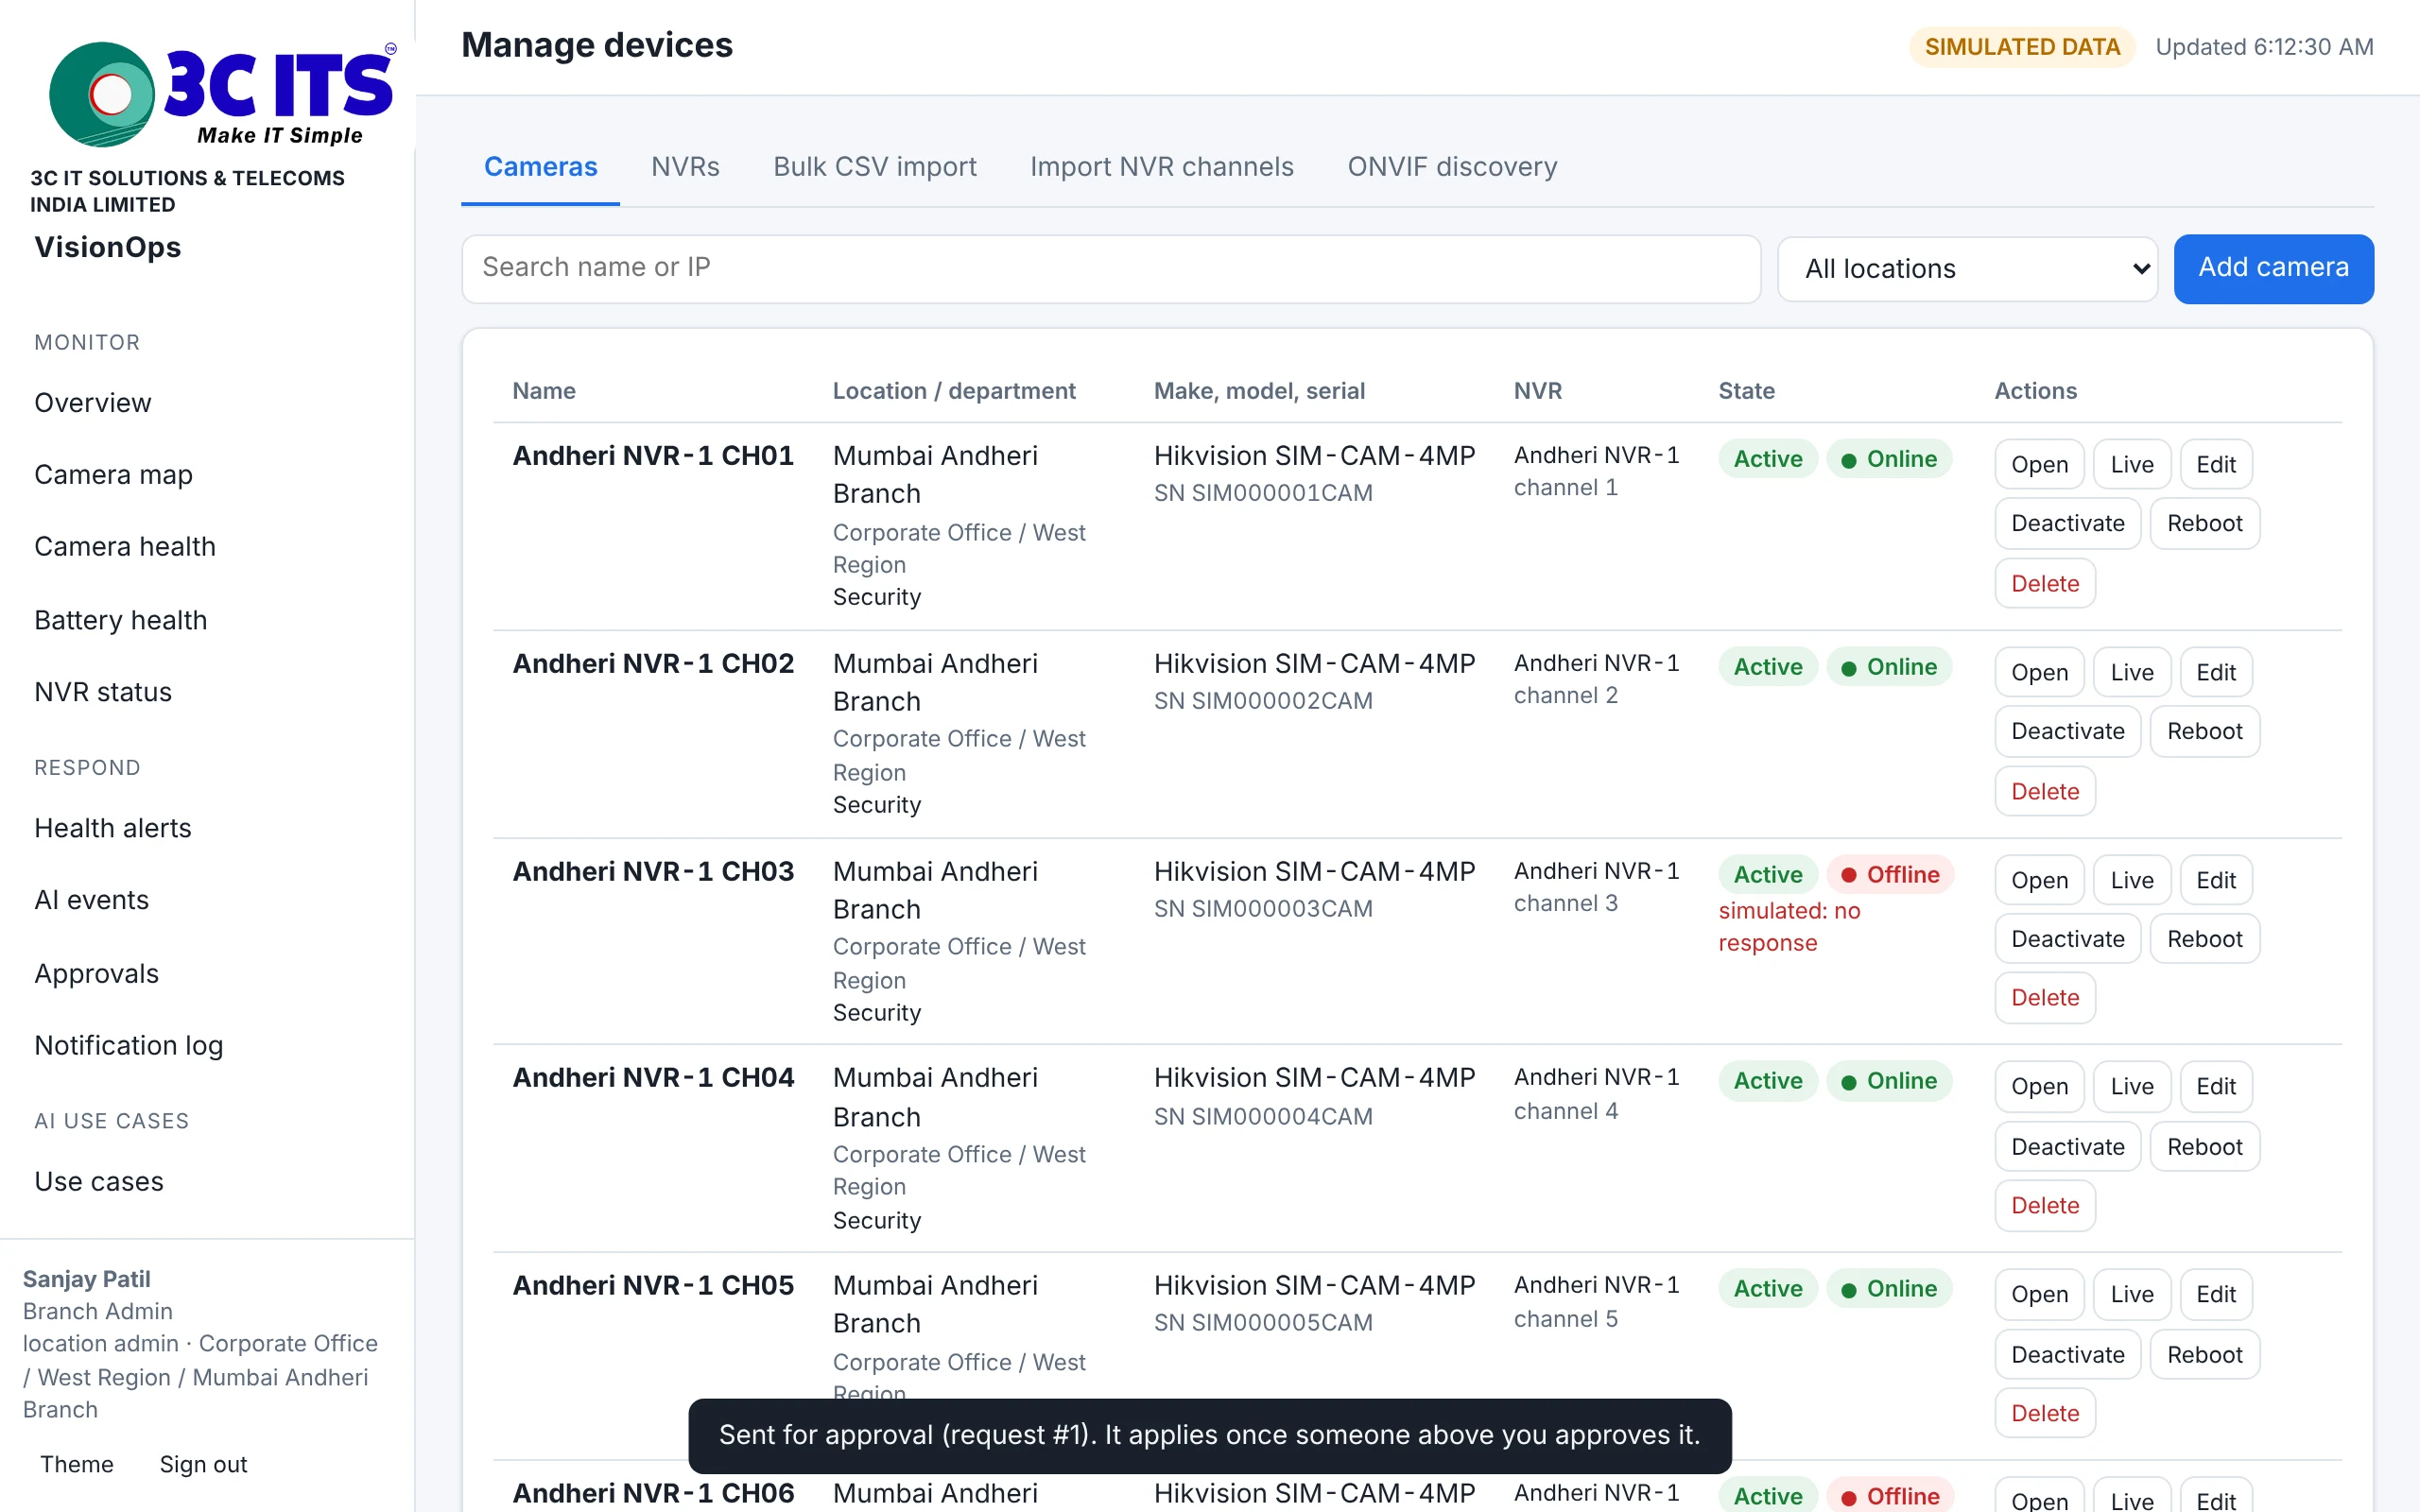 3C ITS
TM
Make IT Simple
3C IT SOLUTIONS & TELECOMS
INDIA LIMITED
VisionOps
MONITOR
Overview
Camera map
Camera health
Battery health
NVR status
RESPOND
Health alerts
AI events
Approvals
Notification log
AI USE CASES
Use cases
Sanjay Patil
Branch Admin
location admin · Corporate Office
/ West Region / Mumbai Andheri
Branch
Theme Sign out
Manage devices
SIMULATED DATA Updated 6:12:30 AM
Cameras NVRs Bulk CSV import Import NVR channels ONVIF discovery
Search name or IP All locations Add camera
Name Location / department Make, model, serial NVR State Actions
Andheri NVR-1 CH01 Mumbai Andheri Hikvision SIM-CAM-4MP Andheri NVR-1 Active Online Open Live Edit
Branch SN SIM000001CAM channel 1
Corporate Office / West Deactivate Reboot
Region
Security Delete
Andheri NVR-1 CH02 Mumbai Andheri Hikvision SIM-CAM-4MP Andheri NVR-1 Active Online Open Live Edit
Branch SN SIM000002CAM channel 2
Corporate Office / West Deactivate Reboot
Region
Security Delete
Andheri NVR-1 CH03 Mumbai Andheri Hikvision SIM-CAM-4MP Andheri NVR-1 Active Offline Open Live Edit
Branch SN SIM000003CAM channel 3 simulated: no
Corporate Office / West response Deactivate Reboot
Region
Security Delete
Andheri NVR-1 CH04 Mumbai Andheri Hikvision SIM-CAM-4MP Andheri NVR-1 Active Online Open Live Edit
Branch SN SIM000004CAM channel 4
Corporate Office / West Deactivate Reboot
Region
Security Delete
Andheri NVR-1 CH05 Mumbai Andheri Hikvision SIM-CAM-4MP Andheri NVR-1 Active Online Open Live Edit
Branch SN SIM000005CAM channel 5
Corporate Office / West Deactivate Reboot
Region
Delete
Sent for approval (request #1). It applies once someone above you approves it.
Andheri NVR-1 CH06 Mumbai Andheri Hikvision SIM-CAM-4MP Andheri NVR-1 Active Offline Open Live Edit